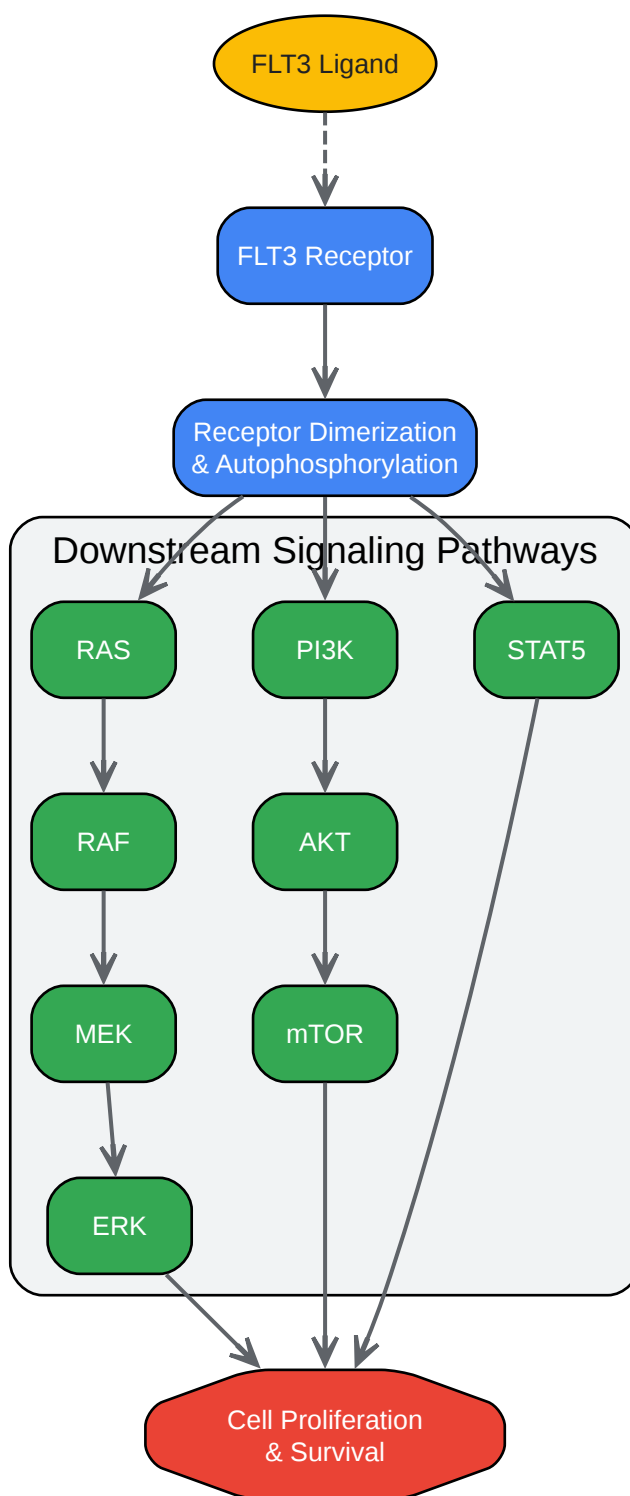 FLT3 Ligand
FLT3 Receptor
Receptor Dimerization
& Autophosphorylation
Downstream Signaling Pathways
RAS
PI3K
STAT5
RAF
AKT
MEK
mTOR
ERK
Cell Proliferation
& Survival